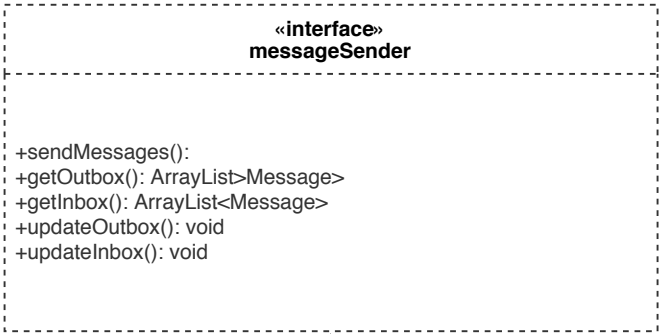 «interface»
messageSender
+sendMessages():
+getOutbox(): ArrayList>Message>
+getInbox(): ArrayList<Message>
+updateOutbox(): void
+updateInbox(): void